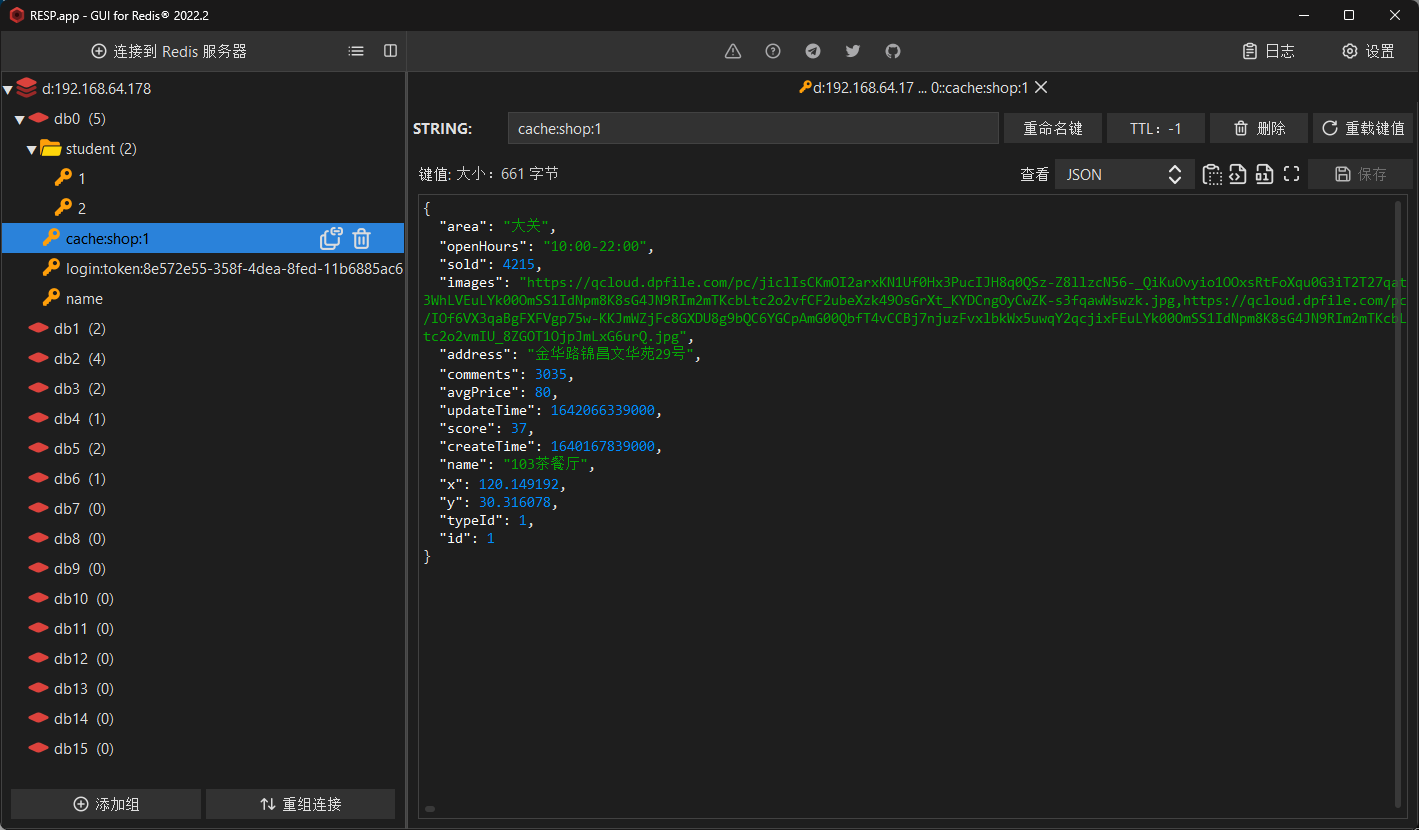 RESP.app - GUI for Redis® 2022.2
连接到 Redis 服务器
日志
设置
d:192.168.64.178
db0 (5)
student (2)
1
2
cache:shop:1
login:token:8e572e55-358f-4dea-8fed-11b6885ac6
name
db1 (2)
db2 (4)
db3 (2)
db4 (1)
db5 (2)
db6 (1)
db7 (0)
db8 (0)
db9 (0)
db10 (0)
db11 (0)
db12 (0)
db13 (0)
db14 (0)
db15 (0)
添加组
重组连接
d:192.168.64.17 ... 0::cache:shop:1
STRING:
cache:shop:1
重命名键
TTL：-1
删除
重载键值
键值: 大小：661 字节
查看
JSON
保存
{
"area": "大关",
"openHours": "10:00-22:00",
"sold": 4215,
"images": "https://qcloud.dpfile.com/pc/jiclIsCKmOI2arxKN1Uf0Hx3PucIJH8q0QSz-Z8llzcN56-_QiKuOvyio1OOxsRtFoXqu0G3iT2T27qat
3WhLVEuLYk00OmSS1IdNpm8K8sG4JN9RIm2mTKcbLtc2o2vfCF2ubeXzk49OsGrXt_KYDCngOyCwZK-s3fqawWswzk.jpg,https://qcloud.dpfile.com/pc
/IOf6VX3qaBgFXFVgp75w-KKJmWZjFc8GXDU8g9bQC6YGCpAmG00QbfT4vCCBj7njuzFvxlbkWx5uwqY2qcjixFEuLYk00OmSS1IdNpm8K8sG4JN9RIm2mTKcbL
tc2o2vmIU_8ZGOT1OjpJmLxG6urQ.jpg",
"address": "金华路锦昌文华苑29号",
"comments": 3035,
"avgPrice": 80,
"updateTime": 1642066339000,
"score": 37,
"createTime": 1640167839000,
"name": "103茶餐厅",
"x": 120.149192,
"y": 30.316078,
"typeId": 1,
"id": 1
}